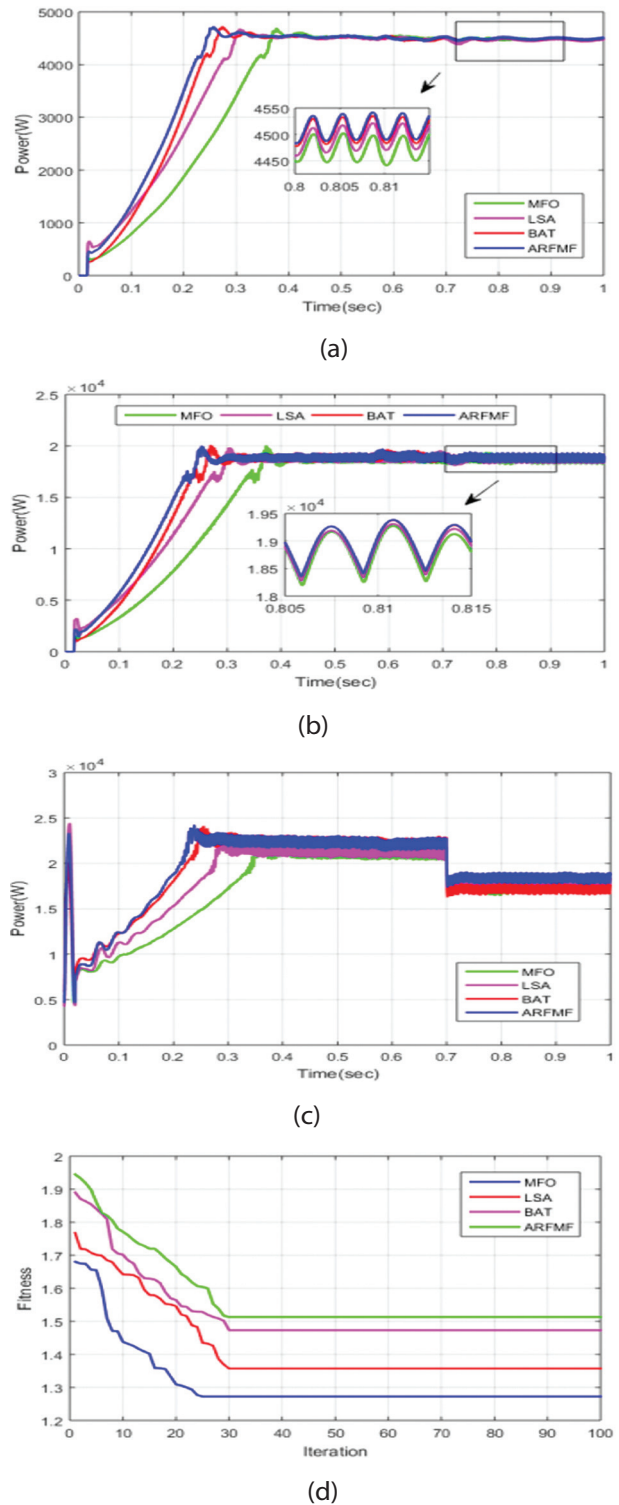 5000
4000
3000
2000
1000
0
Power(W)
4550
4500
4450
0.8 0.805 0.81
MFO
LSA
BAT
ARFMF
0 0.1 0.2 0.3 0.4 0.5 0.6 0.7 0.8 0.9 1
Time(sec)
(a)
× 10⁴
2.5
2
1.5
1
0.5
0
Power(W)
MFO LSA BAT ARFMF
× 10⁴
1.95
1.9
1.85
1.8
0.805 0.81 0.815
0 0.1 0.2 0.3 0.4 0.5 0.6 0.7 0.8 0.9 1
Time(sec)
(b)
× 10⁴
3
2.5
2
1.5
1
0.5
0
Power(W)
MFO
LSA
BAT
ARFMF
0 0.1 0.2 0.3 0.4 0.5 0.6 0.7 0.8 0.9 1
Time(sec)
(c)
2
1.9
1.8
1.7
1.6
1.5
1.4
1.3
1.2
Fitness
MFO
LSA
BAT
ARFMF
0 10 20 30 40 50 60 70 80 90 100
Iteration
(d)